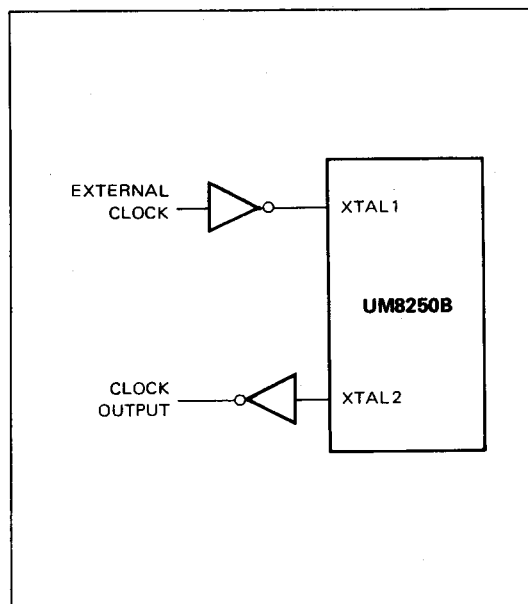 EXTERNAL
CLOCK
XTAL1
UM8250B
CLOCK
OUTPUT
XTAL2